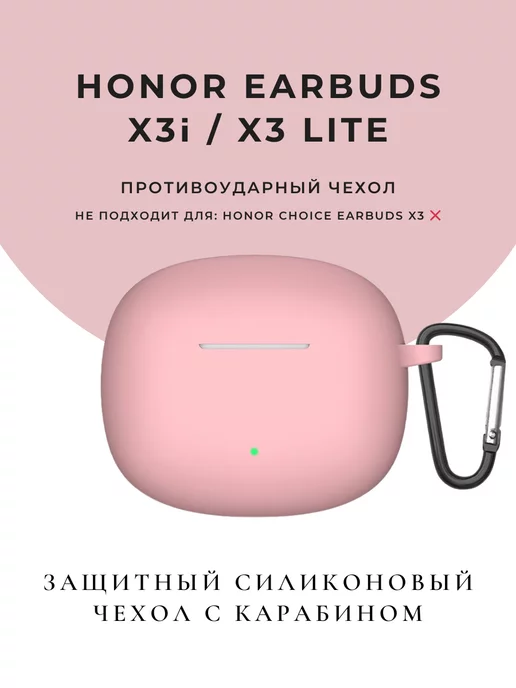 HONOR EARBUDS
X3i / X3 LITE
ПРОТИВОУДАРНЫЙ ЧЕХОЛ
НЕ ПОДХОДИТ ДЛЯ: HONOR CHOICE EARBUDS X3 ❌
ЗАЩИТНЫЙ СИЛИКОНОВЫЙ
ЧЕХОЛ С КАРАБИНОМ